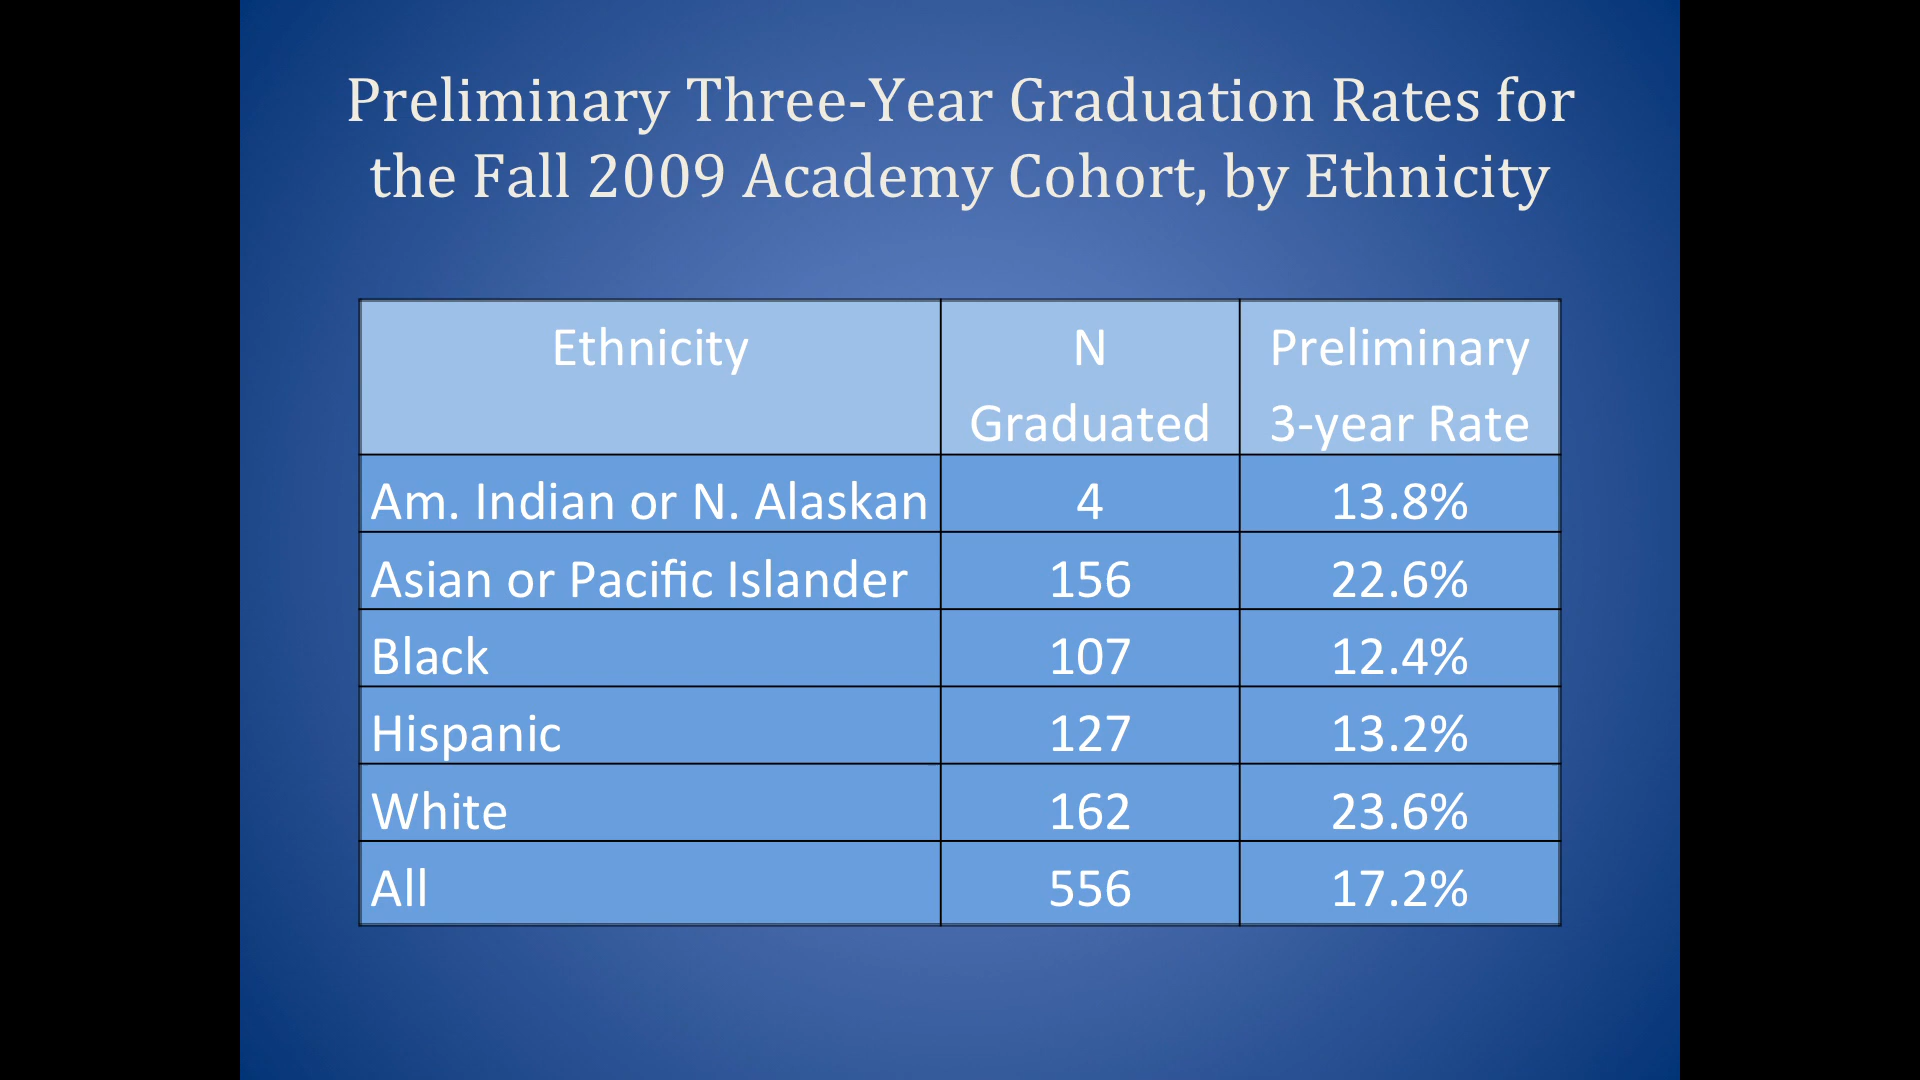 Preliminary Three-Year Graduation Rates for
the Fall 2009 Academy Cohort, by Ethnicity
Ethnicity N Graduated Preliminary 3-year Rate
Am. Indian or N. Alaskan 4 13.8%
Asian or Pacific Islander 156 22.6%
Black 107 12.4%
Hispanic 127 13.2%
White 162 23.6%
All 556 17.2%